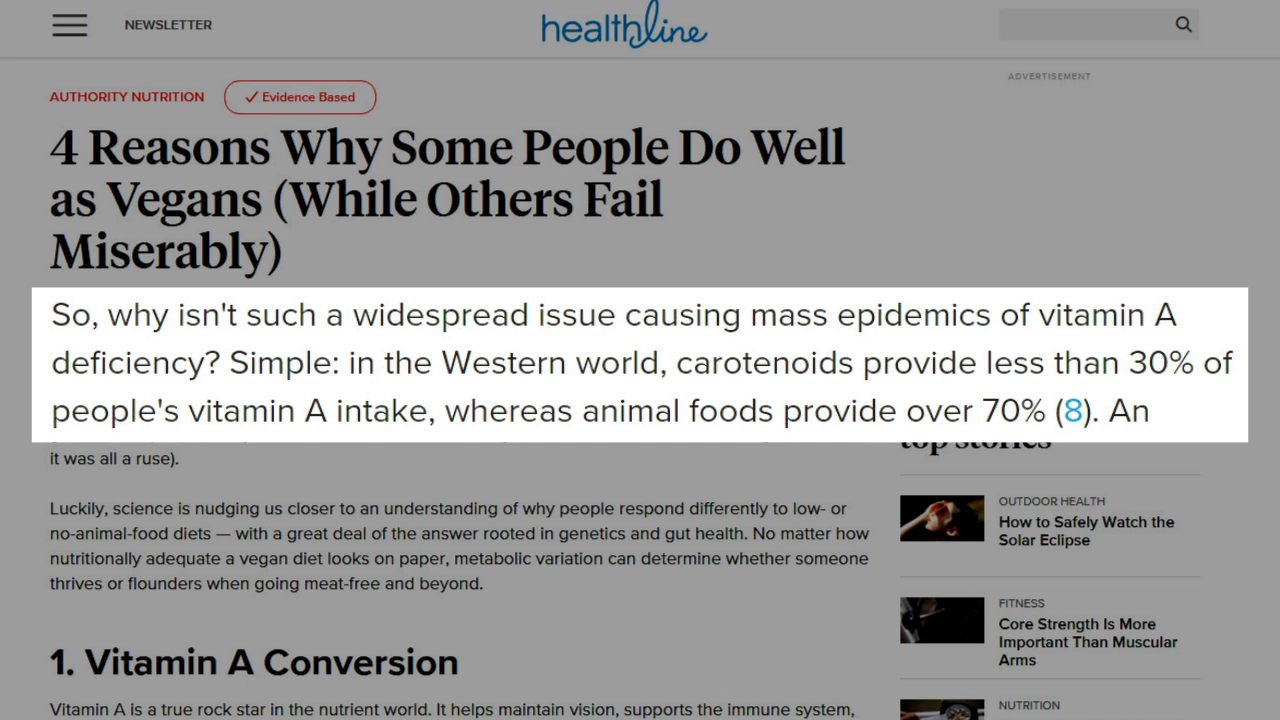 NEWSLETTER
healthline
ADVERTISEMENT
AUTHORITY NUTRITION
Evidence Based
4 Reasons Why Some People Do Well
as Vegans (While Others Fail
Miserably)
So, why isn't such a widespread issue causing mass epidemics of vitamin A
deficiency? Simple: in the Western world, carotenoids provide less than 30% of
people's vitamin A intake, whereas animal foods provide over 70% (8). An
it was all a ruse).
Luckily, science is nudging us closer to an understanding of why people respond differently to low- or
no-animal-food diets — with a great deal of the answer rooted in genetics and gut health. No matter how
nutritionally adequate a vegan diet looks on paper, metabolic variation can determine whether someone
thrives or flounders when going meat-free and beyond.
1. Vitamin A Conversion
Vitamin A is a true rock star in the nutrient world. It helps maintain vision, supports the immune system,
top stories
OUTDOOR HEALTH
How to Safely Watch the
Solar Eclipse
FITNESS
Core Strength Is More
Important Than Muscular
Arms
NUTRITION